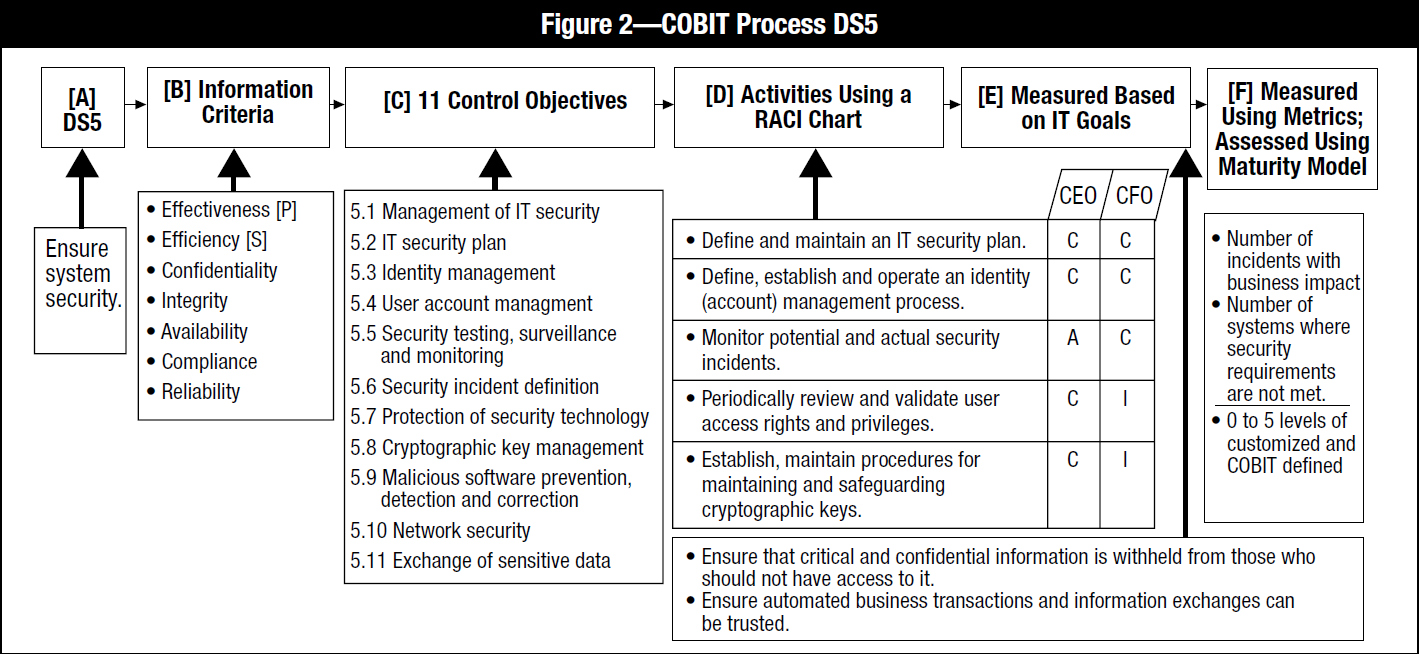 Figure 2—COBIT Process DS5
[A]
DS5
[B] Information
Criteria
[C] 11 Control Objectives
[D] Activities Using a
RACI Chart
[E] Measured Based
on IT Goals
[F] Measured
Using Metrics;
Assessed Using
Maturity Model
Ensure
system
security.
• Effectiveness [P]
• Efficiency [S]
• Confidentiality
• Integrity
• Availability
• Compliance
• Reliability
5.1 Management of IT security
5.2 IT security plan
5.3 Identity management
5.4 User account managment
5.5 Security testing, surveillance
and monitoring
5.6 Security incident definition
5.7 Protection of security technology
5.8 Cryptographic key management
5.9 Malicious software prevention,
detection and correction
5.10 Network security
5.11 Exchange of sensitive data
CEO CFO
• Define and maintain an IT security plan. C C
• Define, establish and operate an identity C C
(account) management process.
• Monitor potential and actual security A C
incidents.
• Periodically review and validate user C I
access rights and privileges.
• Establish, maintain procedures for C I
maintaining and safeguarding
cryptographic keys.
• Ensure that critical and confidential information is withheld from those who
should not have access to it.
• Ensure automated business transactions and information exchanges can
be trusted.
• Number of
incidents with
business impact
• Number of
systems where
security
requirements
are not met.
• 0 to 5 levels of
customized and
COBIT defined